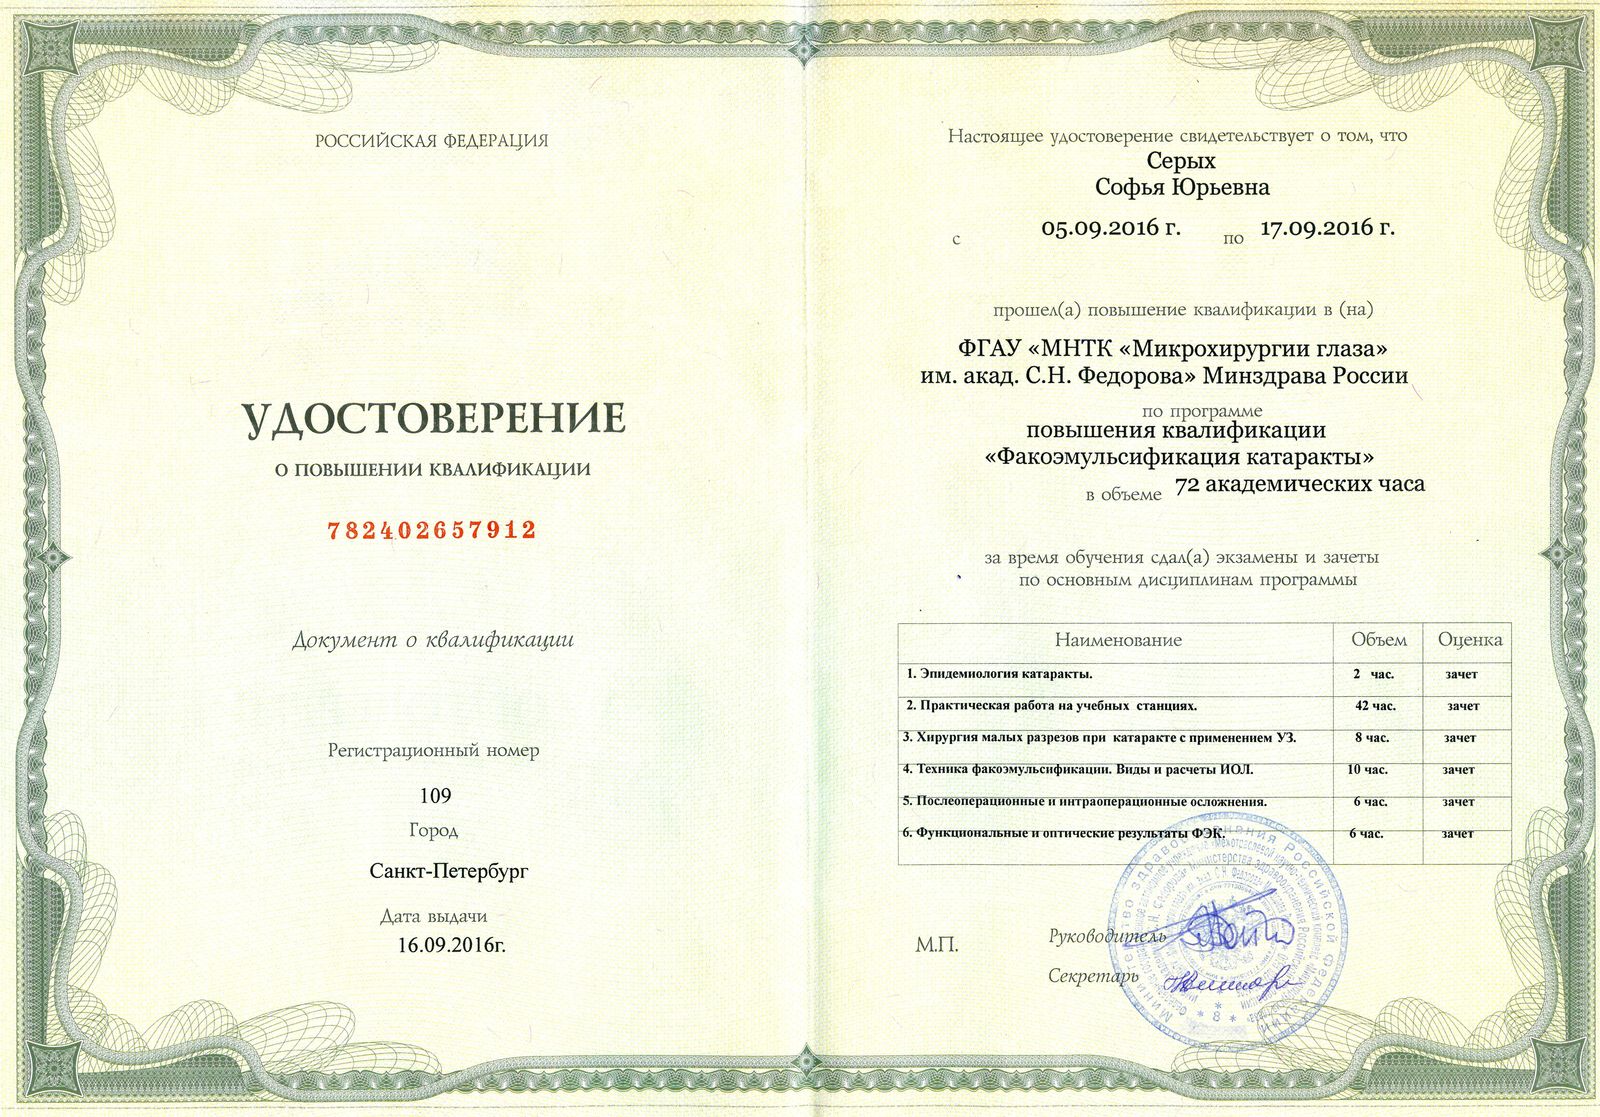 РОССИЙСКАЯ ФЕДЕРАЦИЯ
УДОСТОВЕРЕНИЕ
О ПОВЫШЕНИИ КВАЛИФИКАЦИИ
782402657912
Документ о квалификации
Регистрационный номер
109
Город
Санкт-Петербург
Дата выдачи
16.09.2016г.
Настоящее удостоверение свидетельствует о том, что
Серых
Софья Юрьевна
с 05.09.2016 г. по 17.09.2016 г.
прошел(а) повышение квалификации в (на)
ФГАУ «МНТК «Микрохирургии глаза»
им. акад. С.Н. Федорова» Минздрава России
по программе
повышения квалификации
«Факоэмульсификация катаракты»
в объеме 72 академических часа
за время обучения сдал(а) экзамены и зачеты
по основным дисциплинам программы
Наименование Объем Оценка
1. Эпидемиология катаракты. 2 час. зачет
2. Практическая работа на учебных станциях. 42 час. зачет
3. Хирургия малых разрезов при катаракте с применением УЗ. 8 час. зачет
4. Техника факоэмульсификации. Виды и расчеты ИОЛ. 10 час. зачет
5. Послеоперационные и интраоперационные осложнения. 6 час. зачет
6. Функциональные и оптические результаты ФЭК. 6 час. зачет
М.П.
Руководитель
Секретарь
Министерство здравоохранения Российской Федерации
* 8 *